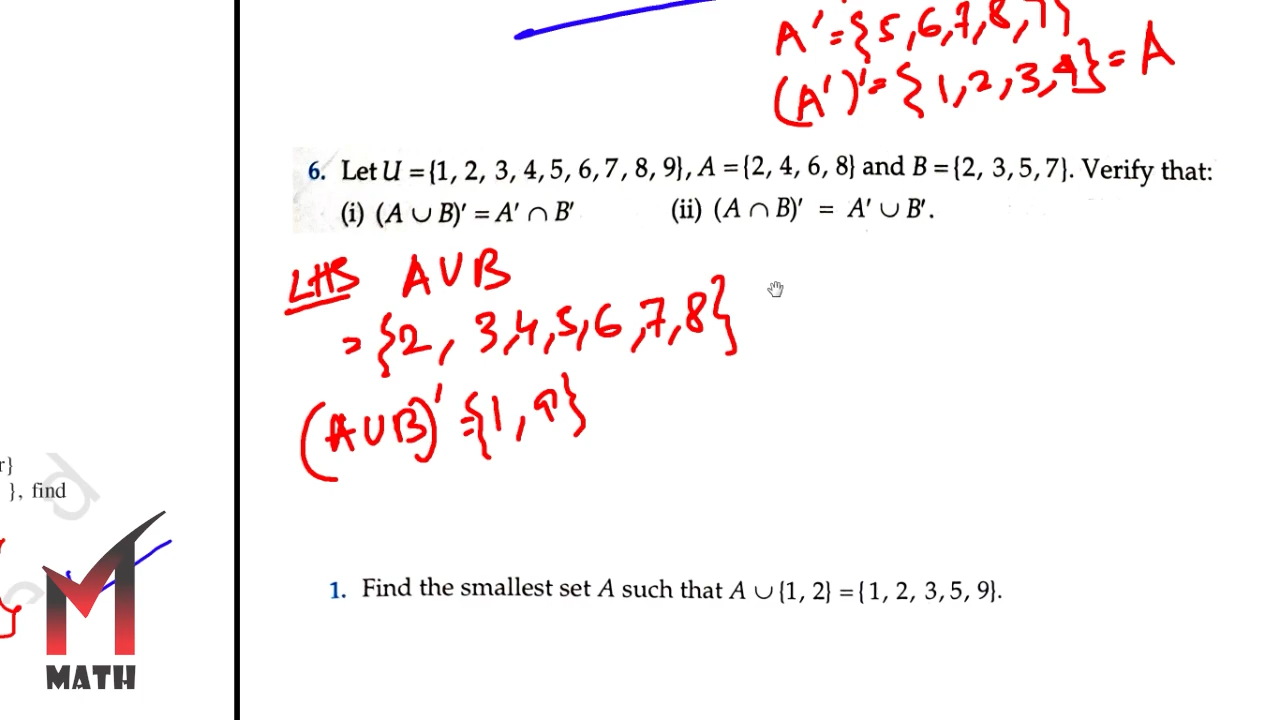 A' = {5, 6, 7, 8, 9}
(A')' = {1, 2, 3, 4} = A
6. Let U = {1, 2, 3, 4, 5, 6, 7, 8, 9}, A = {2, 4, 6, 8} and B = {2, 3, 5, 7}. Verify that:
(i) (A ∪ B)' = A' ∩ B' (ii) (A ∩ B)' = A' ∪ B'.
LHS A∪B
= {2, 3, 4, 5, 6, 7, 8}
(A∪B)' = {1, 9}
r}
}, find
1. Find the smallest set A such that A ∪ {1, 2} = {1, 2, 3, 5, 9}.
M
MATH